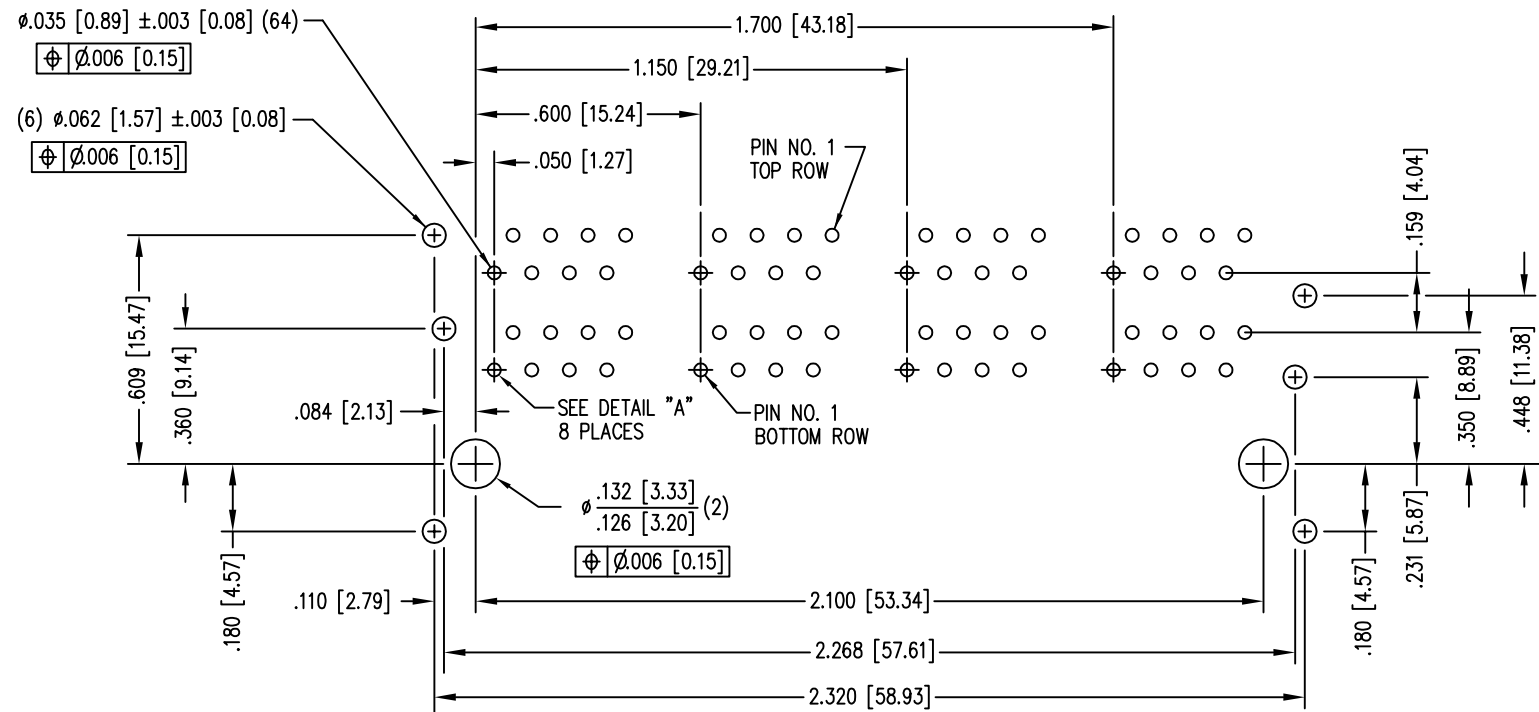 ø.035 [0.89] ±.003 [0.08] (64)
⌖ Ø.006 [0.15]
(6) ø.062 [1.57] ±.003 [0.08]
⌖ Ø.006 [0.15]
1.700 [43.18]
1.150 [29.21]
.600 [15.24]
.050 [1.27]
PIN NO. 1
TOP ROW
.159 [4.04]
.609 [15.47]
.360 [9.14]
.084 [2.13]
SEE DETAIL "A"
8 PLACES
PIN NO. 1
BOTTOM ROW
.350 [8.89]
.448 [11.38]
ø .132 [3.33]
.126 [3.20] (2)
⌖ Ø.006 [0.15]
.231 [5.87]
.180 [4.57]
.180 [4.57]
.110 [2.79]
2.100 [53.34]
2.268 [57.61]
2.320 [58.93]